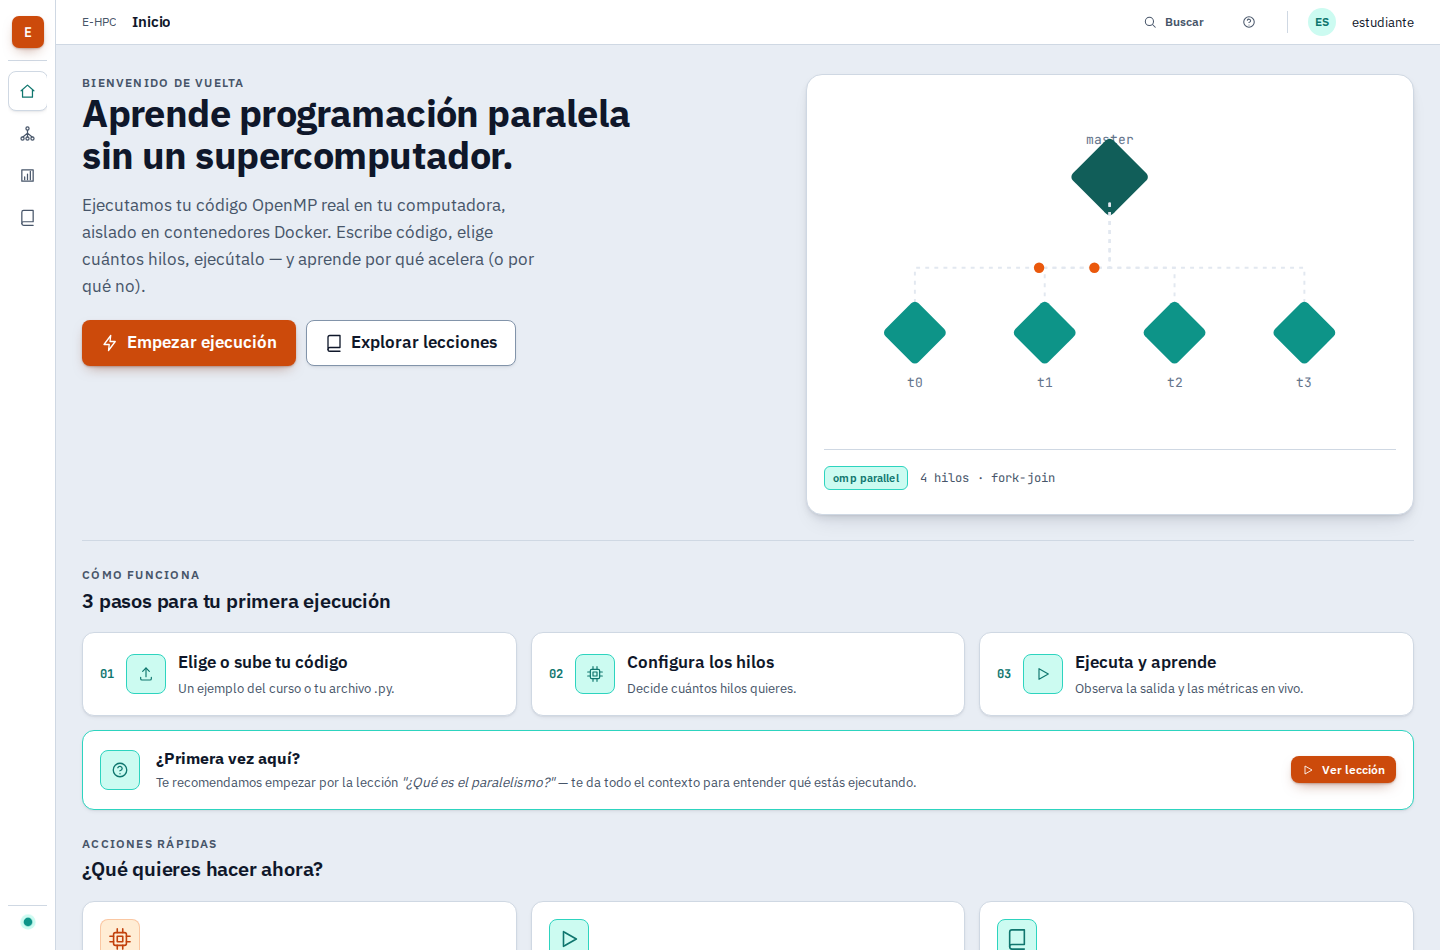 E
E-HPC Inicio
Buscar
ES estudiante
BIENVENIDO DE VUELTA
Aprende programación paralela
sin un supercomputador.
Ejecutamos tu código OpenMP real en tu computadora,
aislado en contenedores Docker. Escribe código, elige
cuántos hilos, ejecútalo — y aprende por qué acelera (o por
qué no).
Empezar ejecución
Explorar lecciones
master
t0 t1 t2 t3
omp parallel 4 hilos · fork-join
CÓMO FUNCIONA
3 pasos para tu primera ejecución
01 Elige o sube tu código
Un ejemplo del curso o tu archivo .py.
02 Configura los hilos
Decide cuántos hilos quieres.
03 Ejecuta y aprende
Observa la salida y las métricas en vivo.
¿Primera vez aquí?
Te recomendamos empezar por la lección "¿Qué es el paralelismo?" — te da todo el contexto para entender qué estás ejecutando.
Ver lección
ACCIONES RÁPIDAS
¿Qué quieres hacer ahora?